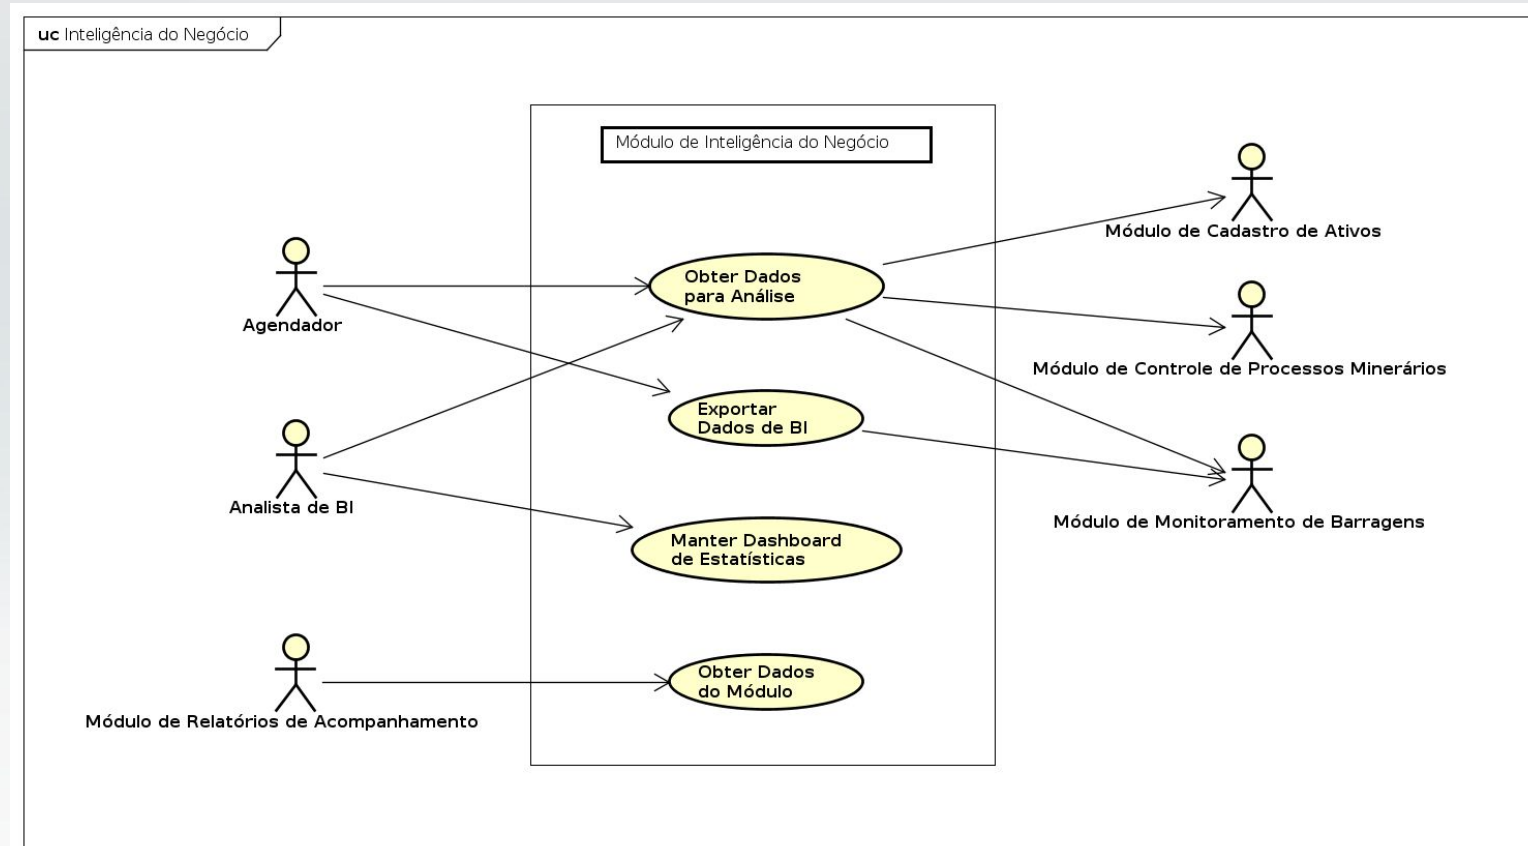 uc Inteligência do Negócio
Módulo de Inteligência do Negócio
Módulo de Cadastro de Ativos
Obter Dados
para Análise
Agendador
Módulo de Controle de Processos Minerários
Exportar
Dados de BI
Analista de BI
Módulo de Monitoramento de Barragens
Manter Dashboard
de Estatísticas
Obter Dados
do Módulo
Módulo de Relatórios de Acompanhamento